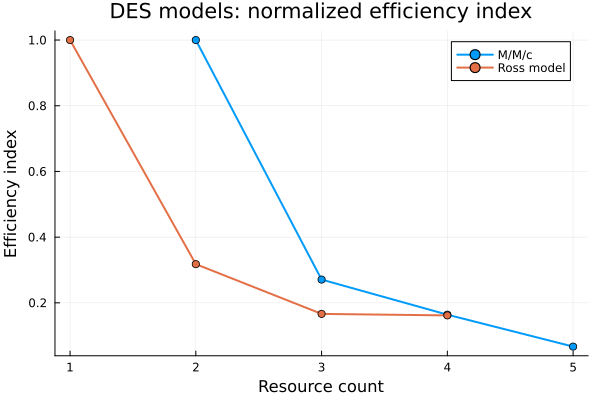 DES models: normalized efficiency index
M/M/c
Ross model
Efficiency index
1.0
0.8
0.6
0.4
0.2
1 2 3 4 5
Resource count